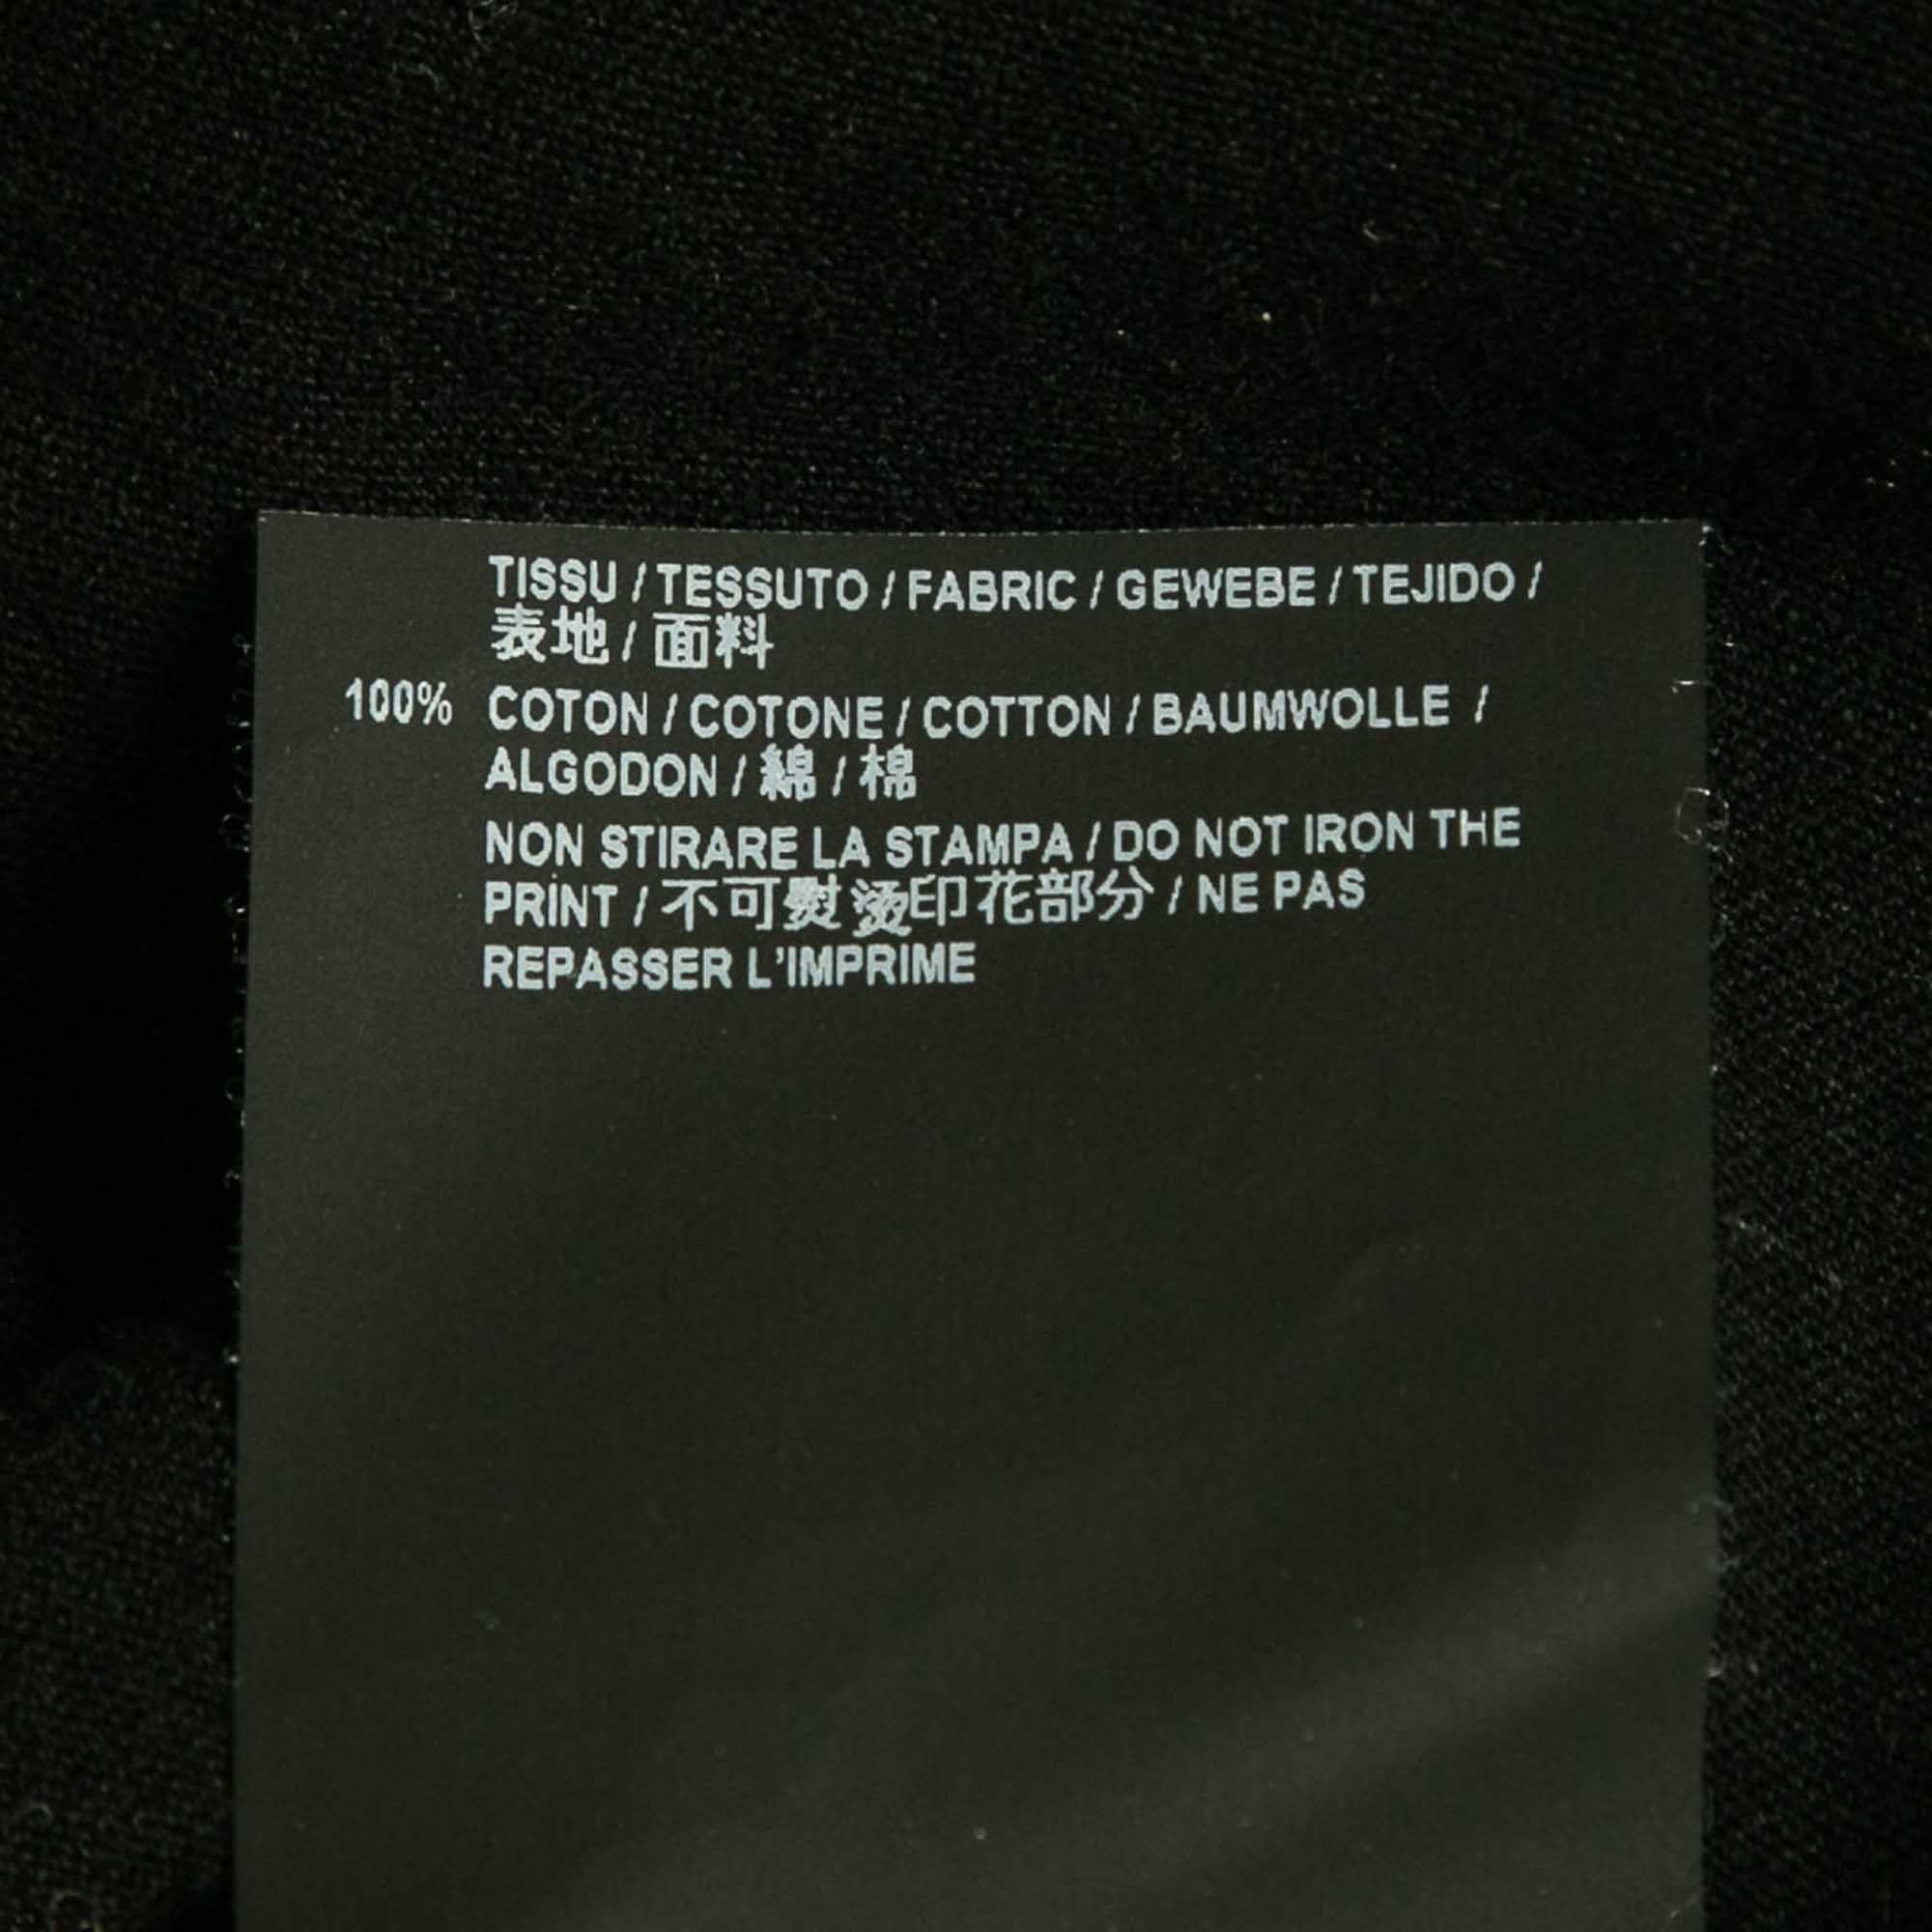 TISSU / TESSUTO / FABRIC / GEWEBE / TEJIDO /
表地 / 面料
100% COTON / COTONE / COTTON / BAUMWOLLE /
ALGODON / 綿 / 棉
NON STIRARE LA STAMPA / DO NOT IRON THE
PRINT / 不可熨烫印花部分 / NE PAS
REPASSER L'IMPRIME